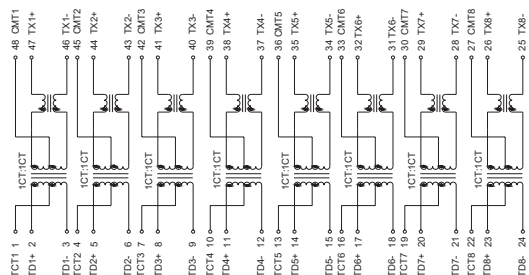 48 CMT1
47 TX1+
46 TX1-
45 CMT2
44 TX2+
43 TX2-
42 CMT3
41 TX3+
40 TX3-
39 CMT4
38 TX4+
37 TX4-
36 CMT5
35 TX5+
34 TX5-
33 CMT6
32 TX6+
31 TX6-
30 CMT7
29 TX7+
28 TX7-
27 CMT8
26 TX8+
25 TX8-
1CT:1CT
1CT:1CT
1CT:1CT
1CT:1CT
1CT:1CT
1CT:1CT
1CT:1CT
1CT:1CT
TCT1 1
TD1+ 2
TD1- 3
TCT2 4
TD2+ 5
TD2- 6
TCT3 7
TD3+ 8
TD3- 9
TCT4 10
TD4+ 11
TD4- 12
TCT5 13
TD5+ 14
TD5- 15
TCT6 16
TD6+ 17
TD6- 18
TCT7 19
TD7+ 20
TD7- 21
TCT8 22
TD8+ 23
TD8- 24